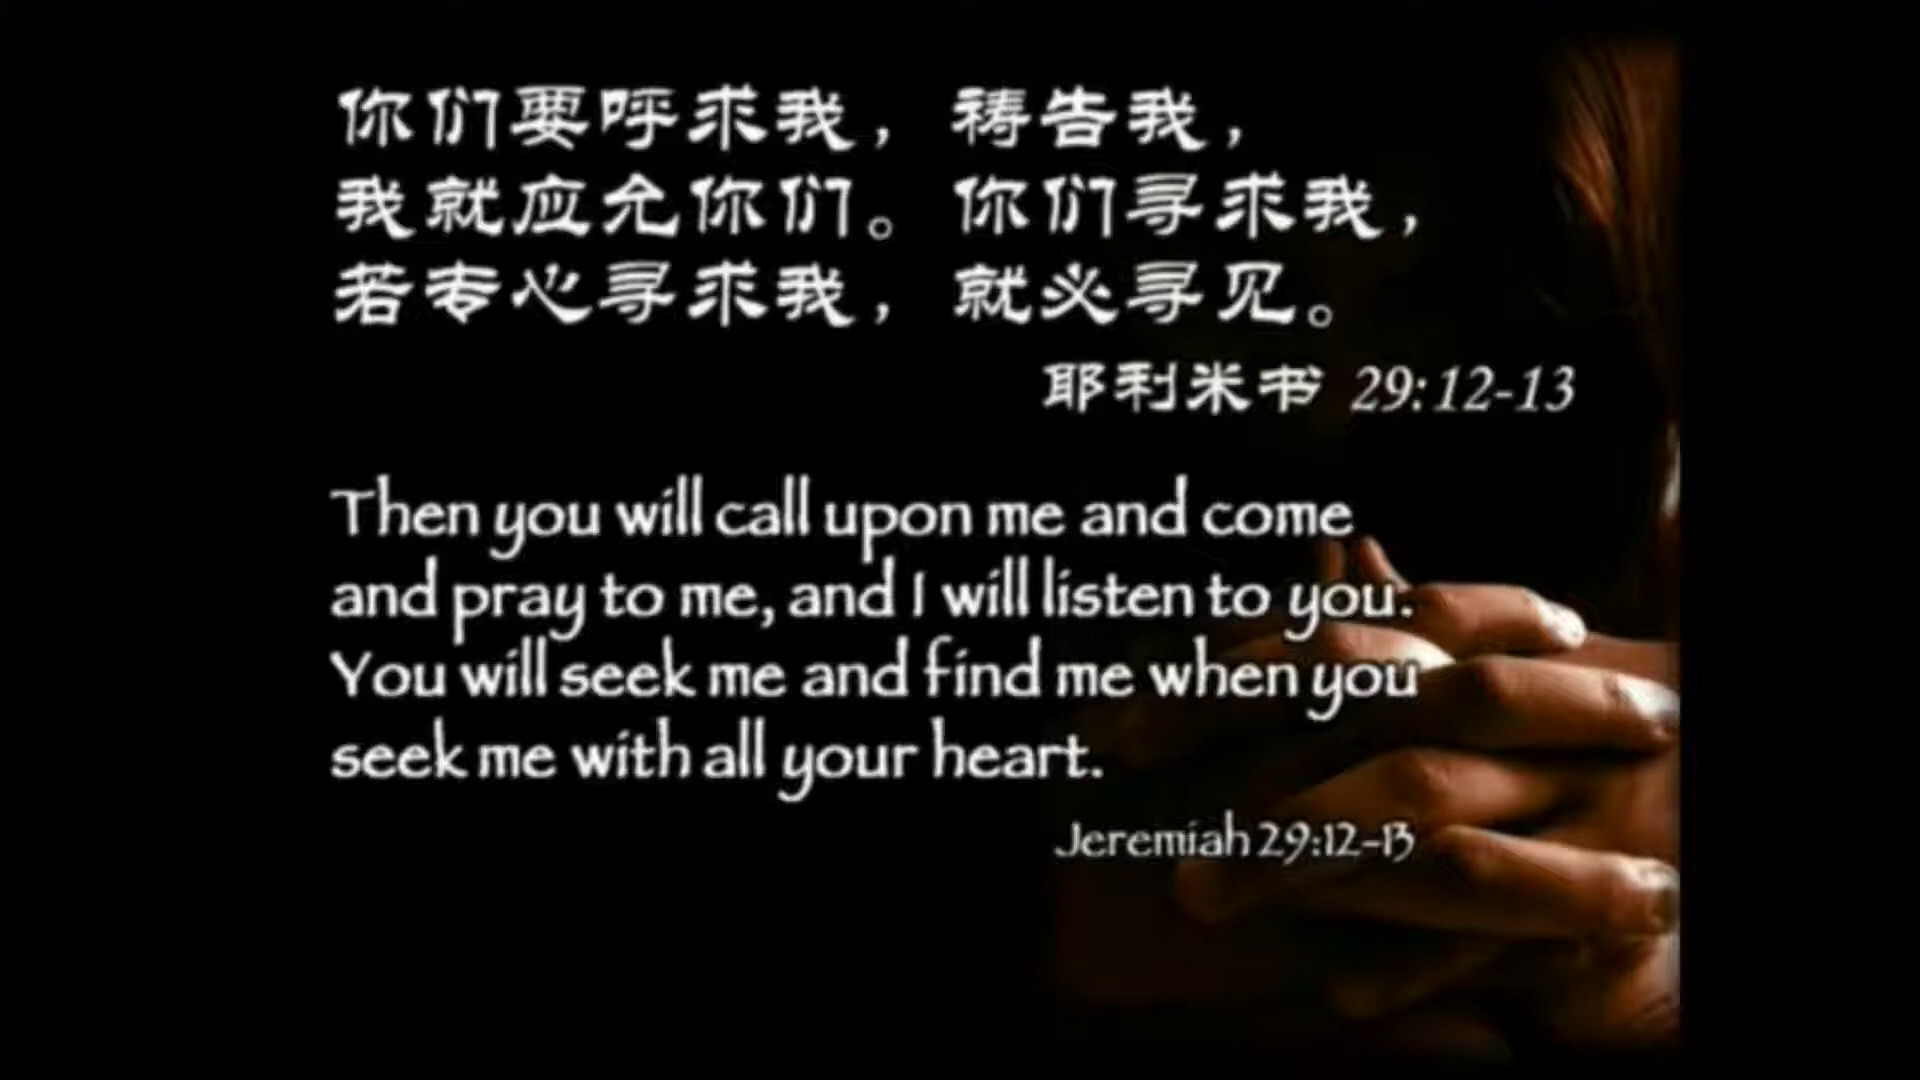 你们要呼求我，祷告我，
我就应允你们。你们寻求我，
若专心寻求我，就必寻见。
耶利米书 29:12-13
Then you will call upon me and come
and pray to me, and I will listen to you.
You will seek me and find me when you
seek me with all your heart.
Jeremiah 29:12-13